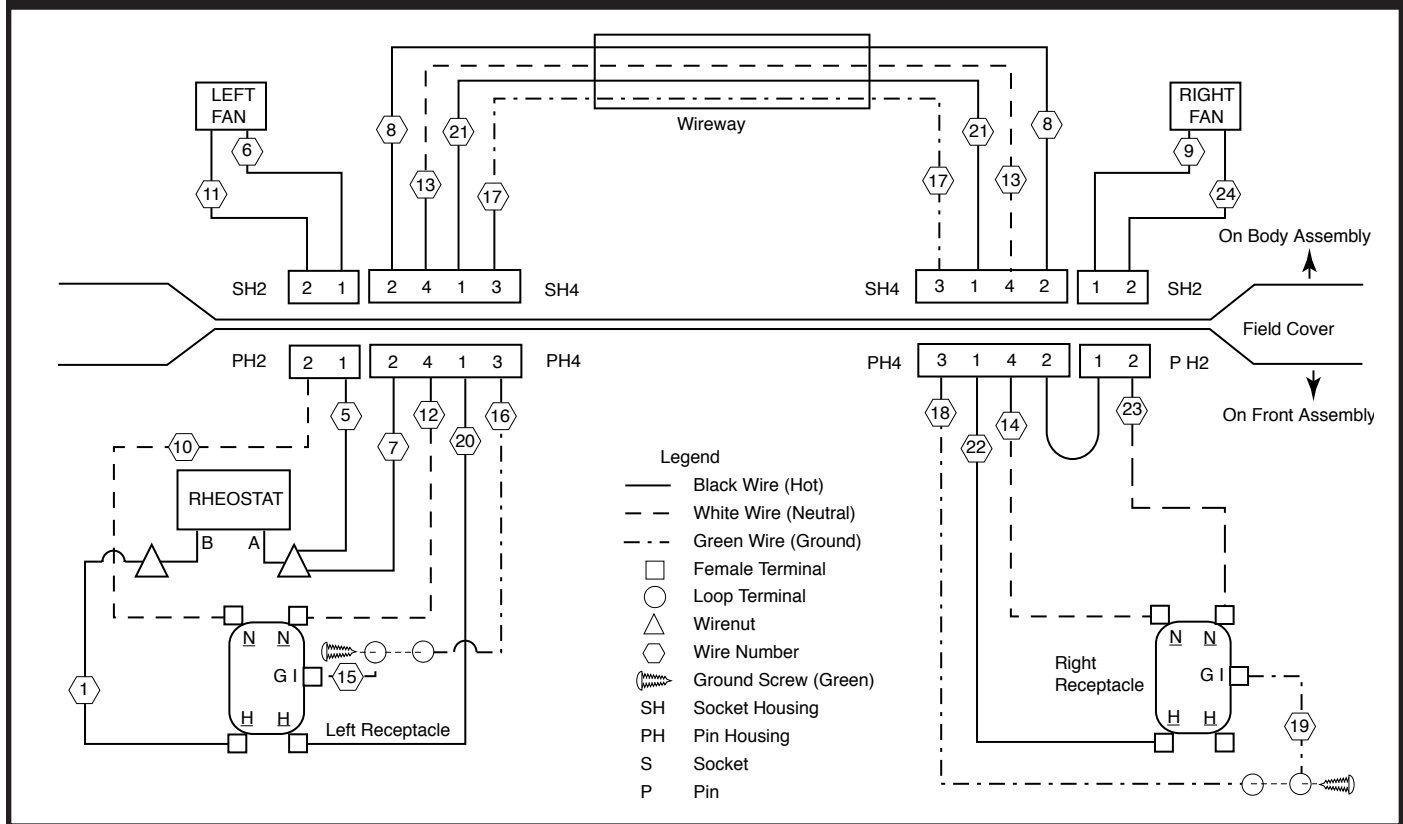 Wireway
LEFT
FAN
RIGHT
FAN
8
21
21
8
6
9
13
17
17
13
11
24
On Body Assembly
SH2
2 1
2 4 1 3
SH4
SH4
3 1 4 2
1 2
SH2
Field Cover
PH2
2 1
2 4 1 3
PH4
PH4
3 1 4 2
1 2
P H2
On Front Assembly
5
12
16
18
23
10
7
20
22
14
RHEOSTAT
B A
Legend
Black Wire (Hot)
White Wire (Neutral)
Green Wire (Ground)
Female Terminal
Loop Terminal
Wirenut
Wire Number
Ground Screw (Green)
SH Socket Housing
PH Pin Housing
S Socket
P Pin
N N
G I
15
H H
1
Left Receptacle
Right
Receptacle
N N
G I
H H
19